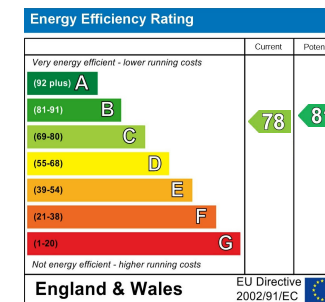 Energy Efficiency Rating
Current
Very energy efficient - lower running costs
(92 plus) A
(81-91) B
(69-80) C
(55-68) D
(39-54) E
(21-38) F
(1-20) G
78
Not energy efficient - higher running costs
England & Wales
EU Directive
2002/91/EC